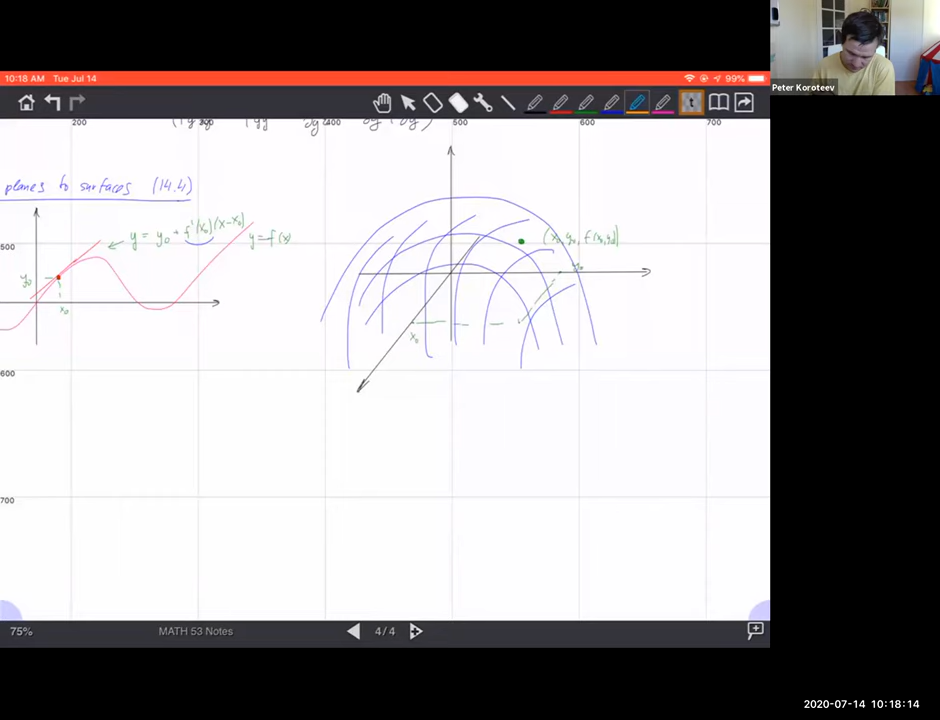 10:18 AM Tue Jul 14
99%
Peter Koroteev
t
200
400
500
600
700
planes to surfaces (14.4)
500
y = y₀ + f'(x₀)(x-x₀)
y=f(x)
(x₀, y₀, f(x₀,y₀))
y₀
y₀
x₀
x₀
600
700
75%
MATH 53 Notes
4/4
2020-07-14 10:18:14